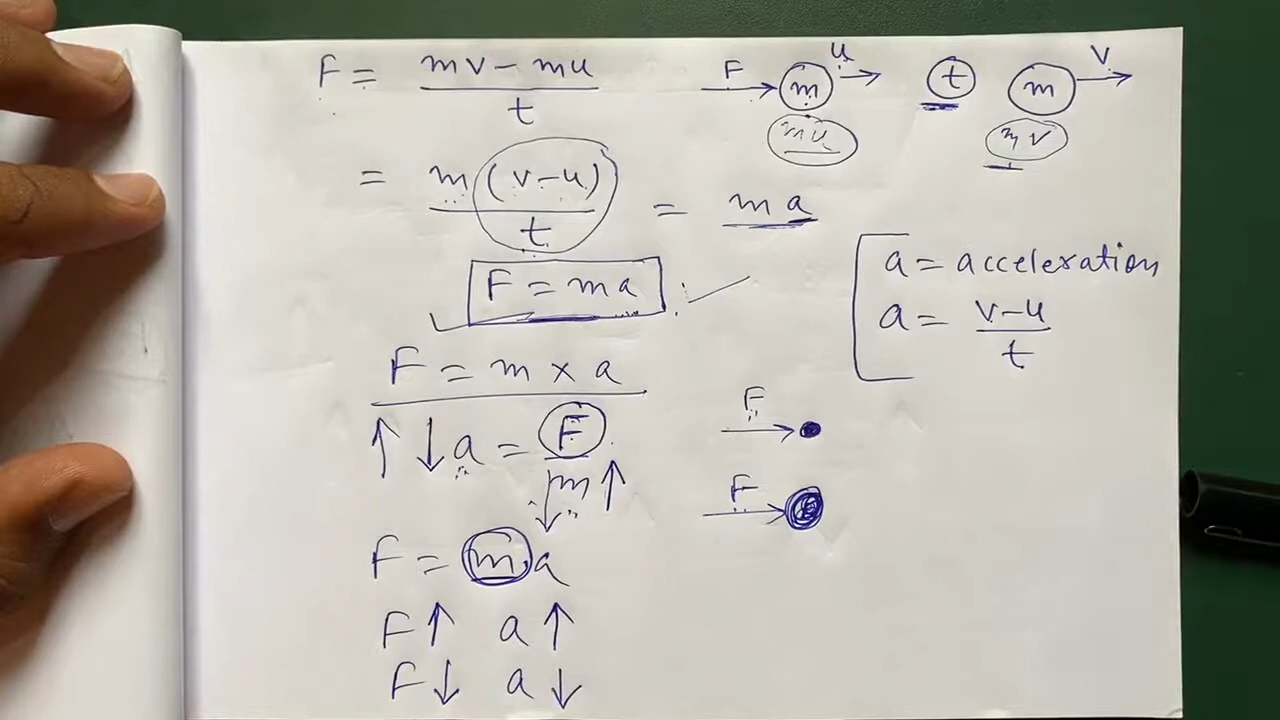 F = (mv - mu)/t
F → m → u t m → v
mu mv
= m(v-u)/t = ma
F = ma
a = acceleration
a = (v-u)/t
F = m × a
↑ ↓ a = F/m ↓ ↑
F →
F →
F = ma
F↑ a↑
F↓ a↓